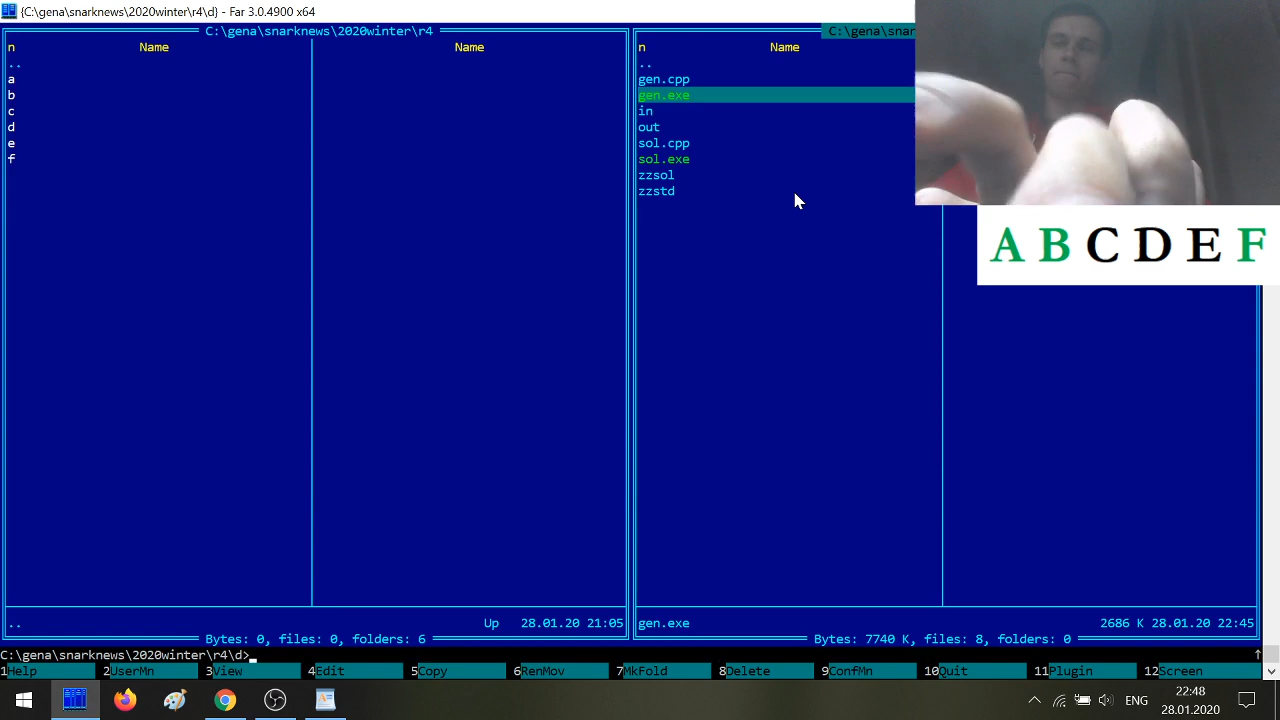 {C:\gena\snarknews\2020winter\r4\d} - Far 3.0.4900 x64
C:\gena\snarknews\2020winter\r4
n Name Name
..
a
b
c
d
e
f
..
Up 28.01.20 21:05
Bytes: 0, files: 0, folders: 6
C:\gena\snar
n Name
..
gen.cpp
gen.exe
in
out
sol.cpp
sol.exe
zzsol
zzstd
gen.exe 2686 K 28.01.20 22:45
Bytes: 7740 K, files: 8, folders: 0
A B C D E F
C:\gena\snarknews\2020winter\r4\d>
1Help 2UserMn 3View 4Edit 5Copy 6RenMov 7MkFold 8Delete 9ConfMn 10Quit 11Plugin 12Screen
ENG
22:48
28.01.2020